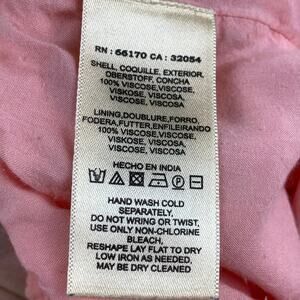 RN : 66170 CA : 32054
SHELL, COQUILLE, EXTERIOR,
OBERSTOFF, CONCHA
100% VISCOSE,VISCOSE,
VISKOSE, VISCOSA,
VISCOSE, VISCOSA
LINING,DOUBLURE,FORRO,
FODERA,FUTTER,ENFILEIRANDO
100% VISCOSE,VISCOSE,
VISKOSE, VISCOSA,
VISCOSE, VISCOSA
HECHO EN INDIA
P
HAND WASH COLD
SEPARATELY,
DO NOT WRING OR TWIST,
USE ONLY NON-CHLORINE
BLEACH,
RESHAPE LAY FLAT TO DRY
LOW IRON AS NEEDED,
MAY BE DRY CLEANED